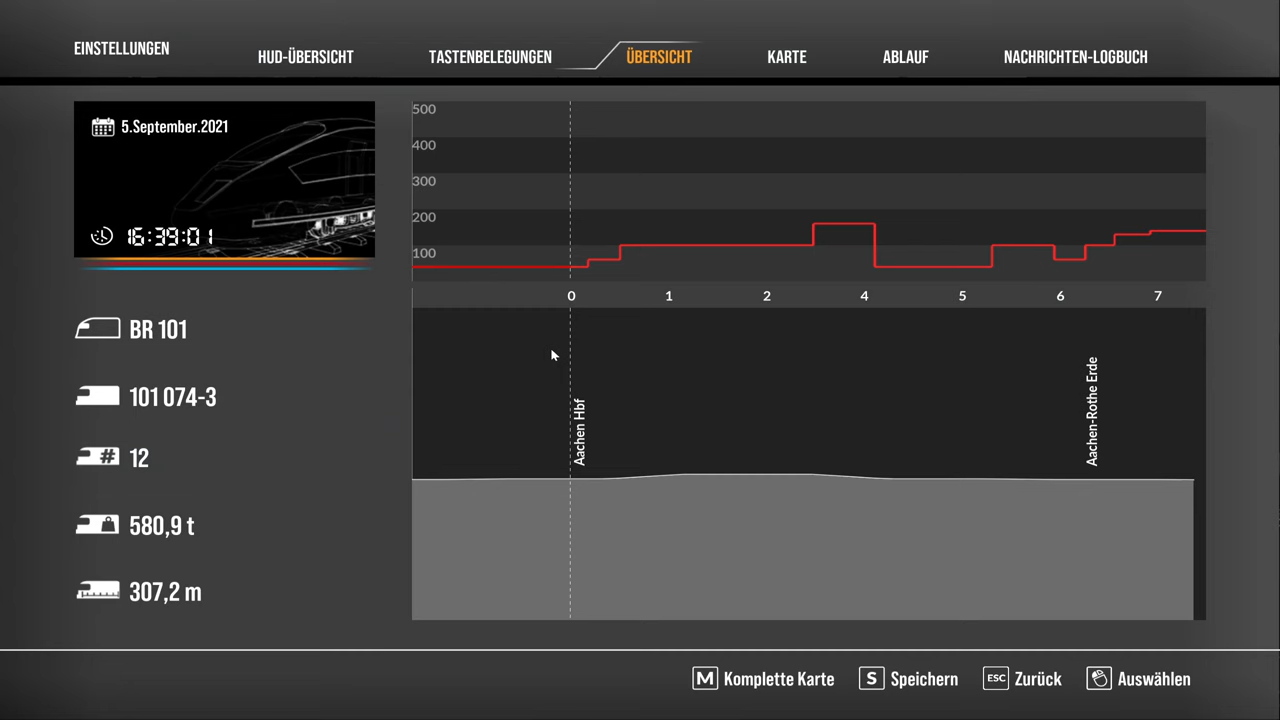 EINSTELLUNGEN
HUD-ÜBERSICHT
TASTENBELEGUNGEN
ÜBERSICHT
KARTE
ABLAUF
NACHRICHTEN-LOGBUCH
5.September.2021
16:39:01
BR 101
101 074-3
# 12
580,9 t
307,2 m
500
400
300
200
100
0 1 2 4 5 6 7
Aachen Hbf
Aachen-Rothe Erde
M Komplette Karte
S Speichern
ESC Zurück
Auswählen